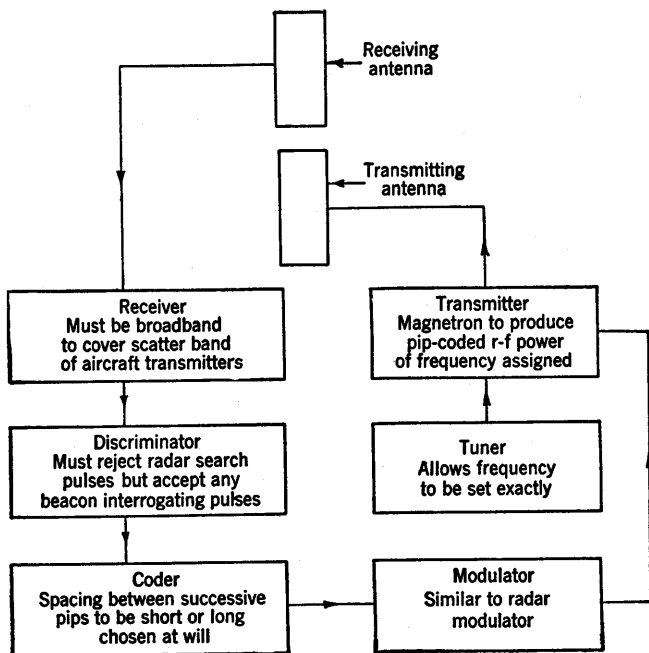 Receiving
antenna
Transmitting
antenna
Receiver
Must be broadband
to cover scatter band
of aircraft transmitters
Transmitter
Magnetron to produce
pip-coded r-f power
of frequency assigned
Discriminator
Must reject radar search
pulses but accept any
beacon interrogating pulses
Tuner
Allows frequency
to be set exactly
Coder
Spacing between successive
pips to be short or long
chosen at will
Modulator
Similar to radar
modulator